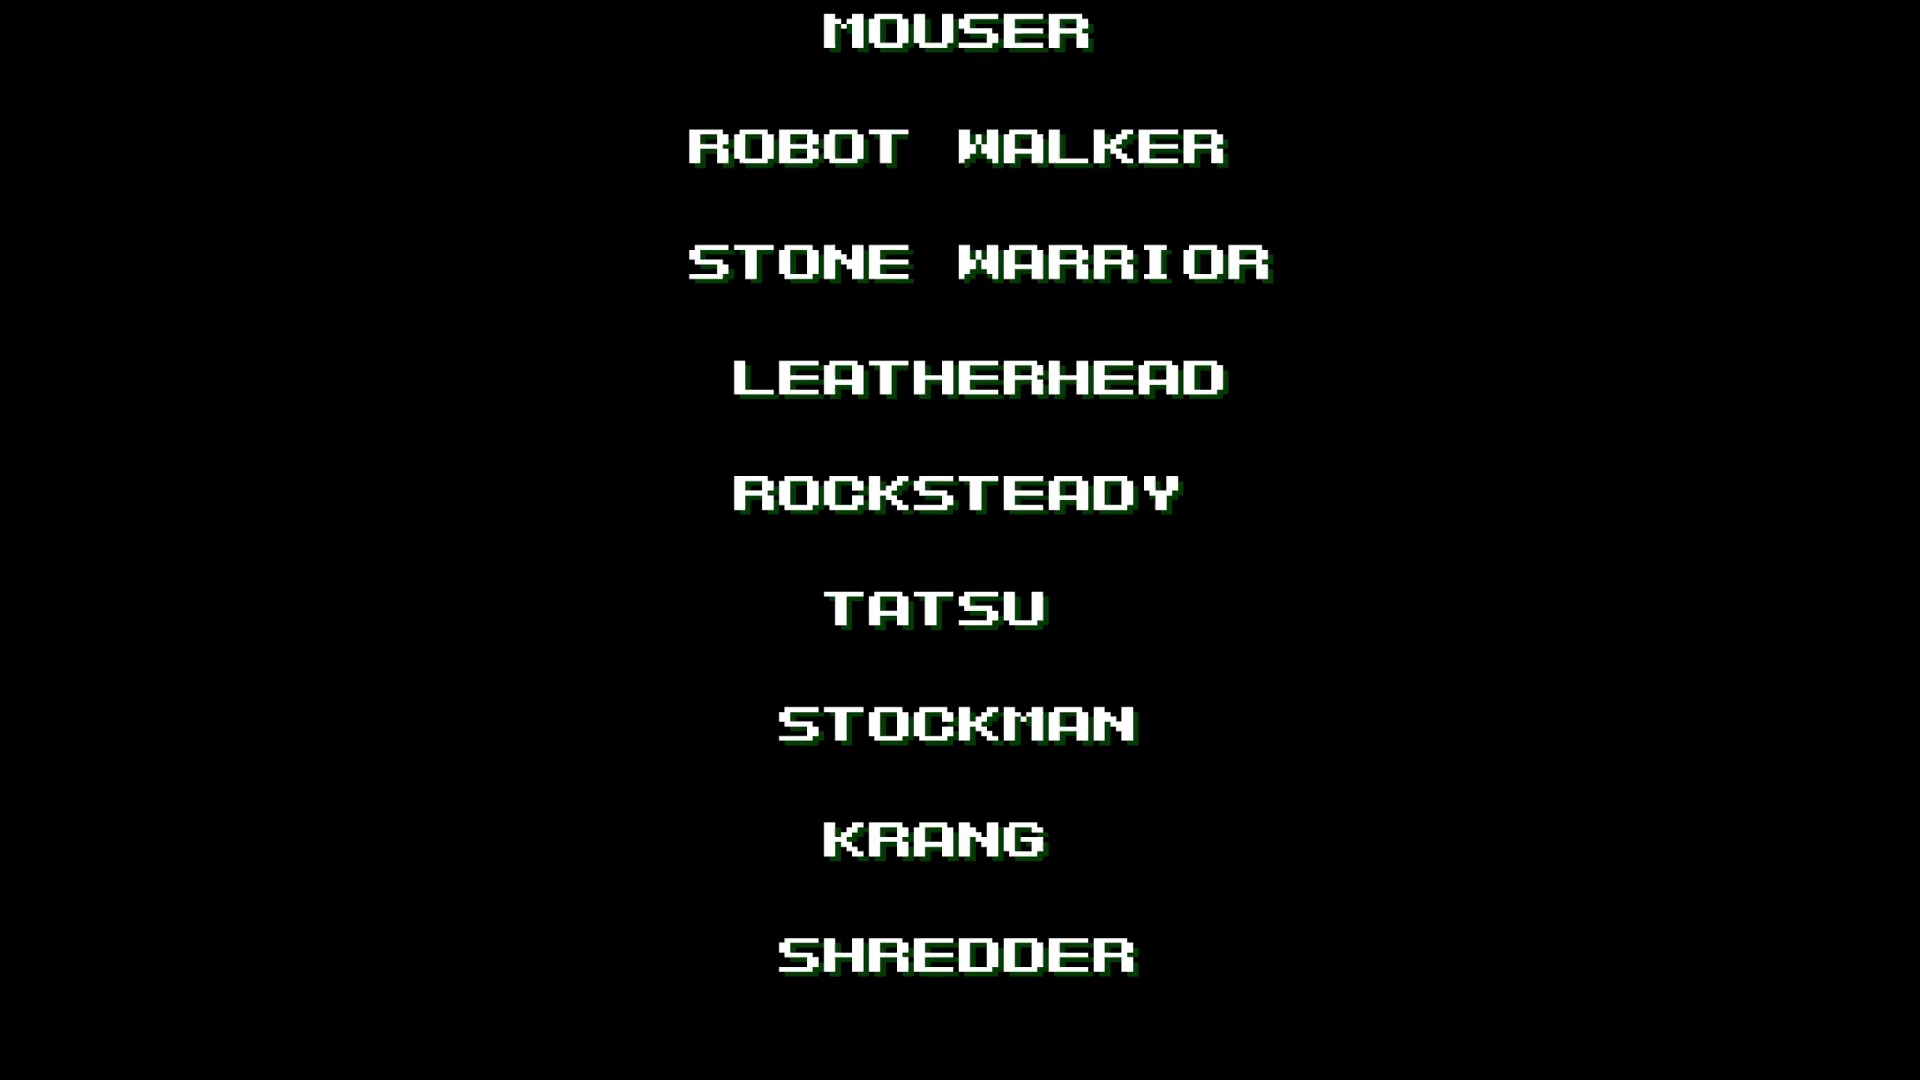 MOUSER
ROBOT WALKER
STONE WARRIOR
LEATHERHEAD
ROCKSTEADY
TATSU
STOCKMAN
KRANG
SHREDDER